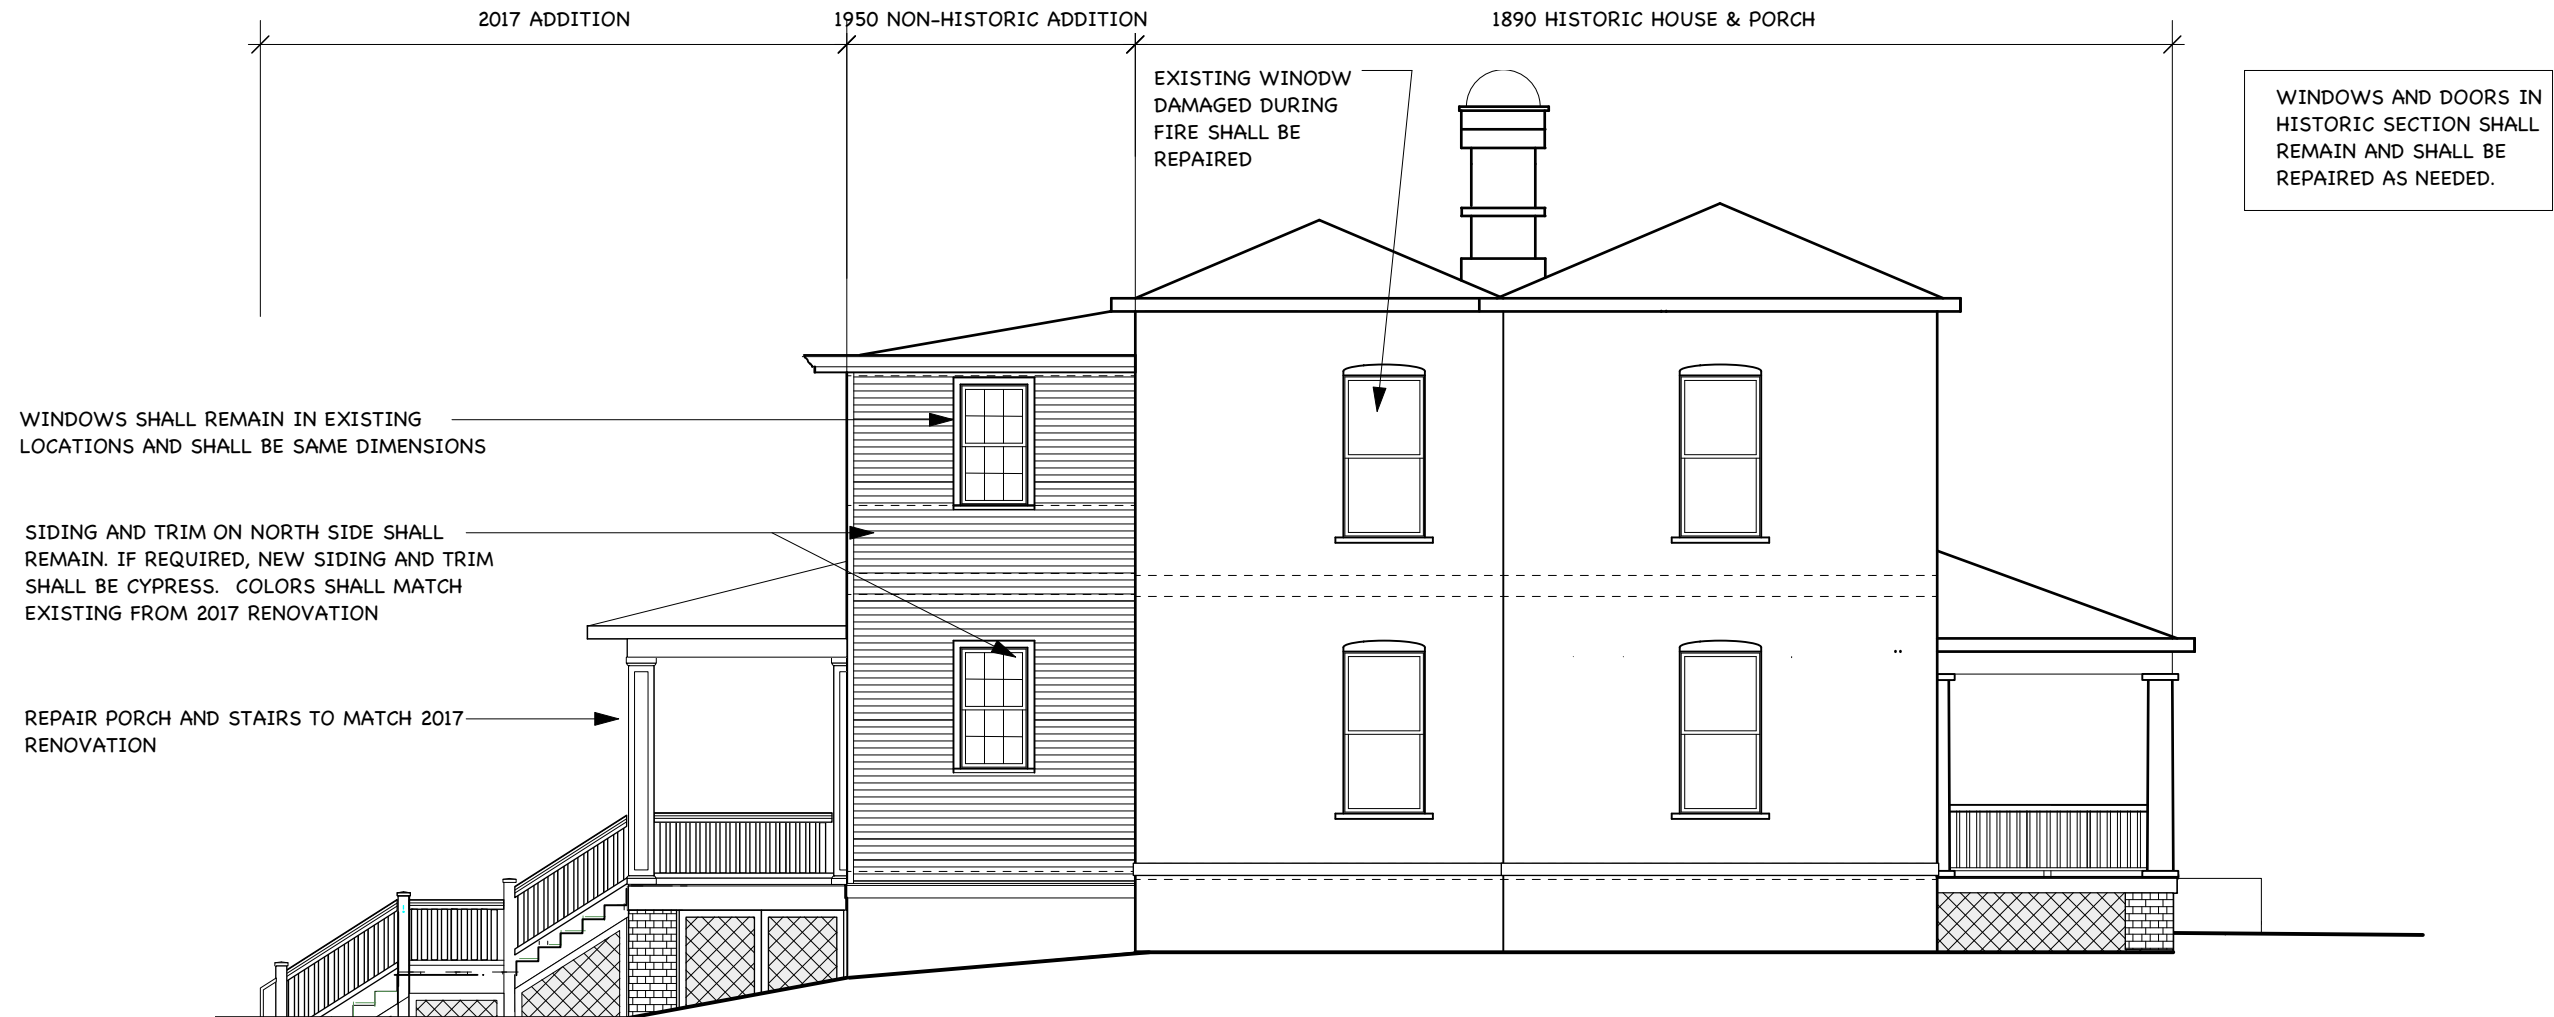 2017 ADDITION
1950 NON-HISTORIC ADDITION
1890 HISTORIC HOUSE & PORCH
EXISTING WINODW
DAMAGED DURING
FIRE SHALL BE
REPAIRED
WINDOWS AND DOORS IN
HISTORIC SECTION SHALL
REMAIN AND SHALL BE
REPAIRED AS NEEDED.
WINDOWS SHALL REMAIN IN EXISTING
LOCATIONS AND SHALL BE SAME DIMENSIONS
SIDING AND TRIM ON NORTH SIDE SHALL
REMAIN. IF REQUIRED, NEW SIDING AND TRIM
SHALL BE CYPRESS. COLORS SHALL MATCH
EXISTING FROM 2017 RENOVATION
REPAIR PORCH AND STAIRS TO MATCH 2017
RENOVATION